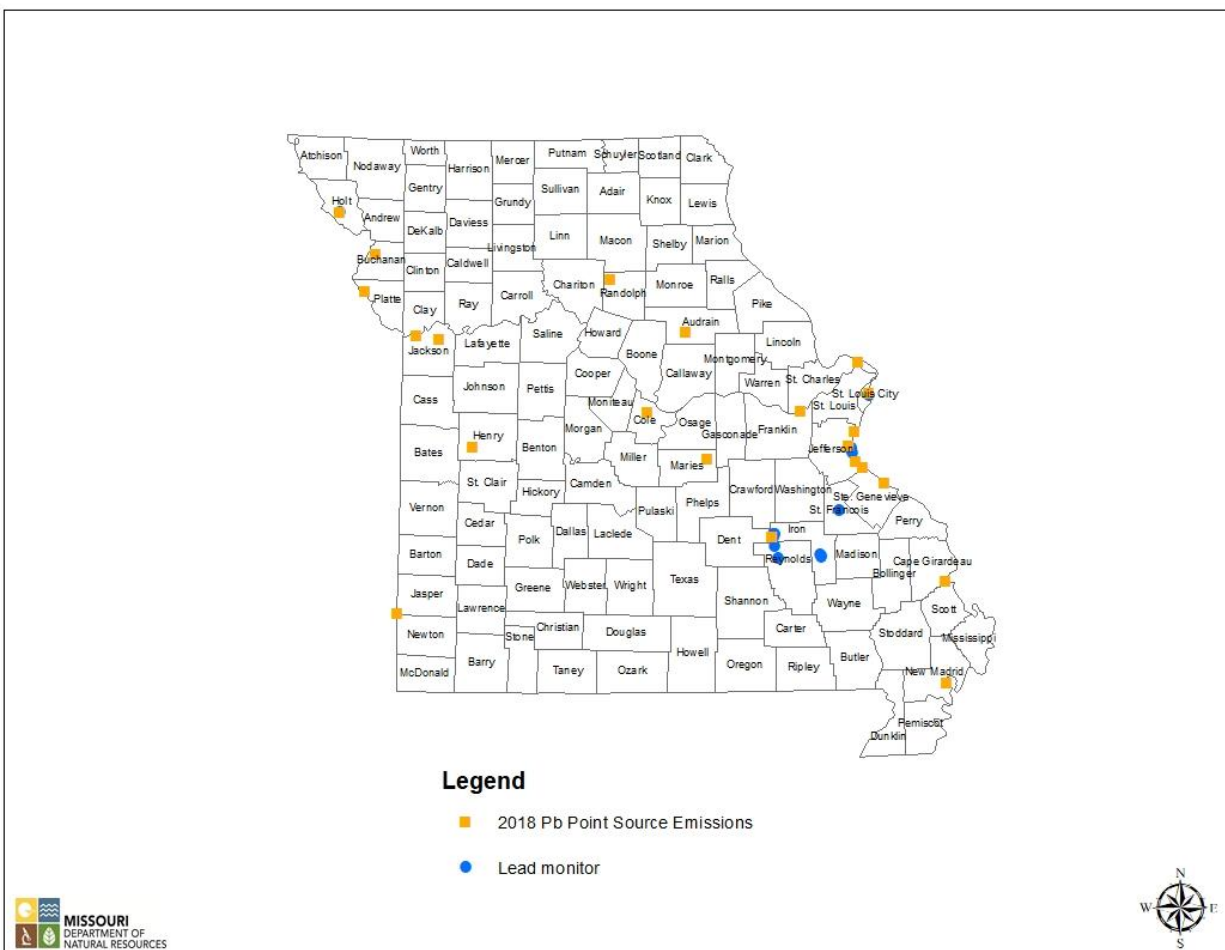 Atchison
Nodaway
Worth
Harrison
Mercer
Putnam
Schuyler
Scotland
Clark
Holt
Andrew
Gentry
DeKalb
Daviess
Grundy
Sullivan
Adair
Knox
Lewis
Buchanan
Clinton
Caldwell
Livingston
Linn
Macon
Shelby
Marion
Platte
Clay
Ray
Carroll
Chariton
Randolph
Monroe
Ralls
Pike
Jackson
Lafayette
Saline
Howard
Boone
Audrain
Callaway
Montgomery
Lincoln
Warren
St. Charles
St. Louis City
St. Louis
Cass
Johnson
Pettis
Cooper
Moniteau
Cole
Osage
Gasconade
Franklin
Jefferson
Bates
Henry
Benton
Morgan
Miller
Maries
Vernon
St. Clair
Hickory
Camden
Pulaski
Phelps
Crawford
Washington
Ste. Genevieve
St. Francois
Perry
Barton
Cedar
Dade
Polk
Dallas
Laclede
Dent
Iron
Reynolds
Madison
Bollinger
Cape Girardeau
Jasper
Lawrence
Greene
Webster
Wright
Texas
Shannon
Wayne
Scott
Newton
Stone
Christian
Douglas
Carter
Stoddard
Mississippi
McDonald
Barry
Taney
Ozark
Howell
Oregon
Ripley
Butler
New Madrid
Dunklin
Pemiscot
Legend
2018 Pb Point Source Emissions
Lead monitor
MISSOURI
DEPARTMENT OF
NATURAL RESOURCES
N
W
E
S